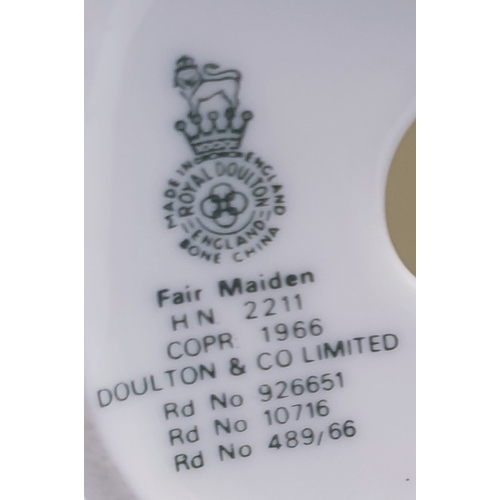 MADE IN ENGLAND
ROYAL DOULTON
ENGLAND
BONE CHINA
Fair Maiden
H N 2211
COPR. 1966
DOULTON & CO LIMITED
Rd No 926651
Rd No 10716
Rd No 489/66